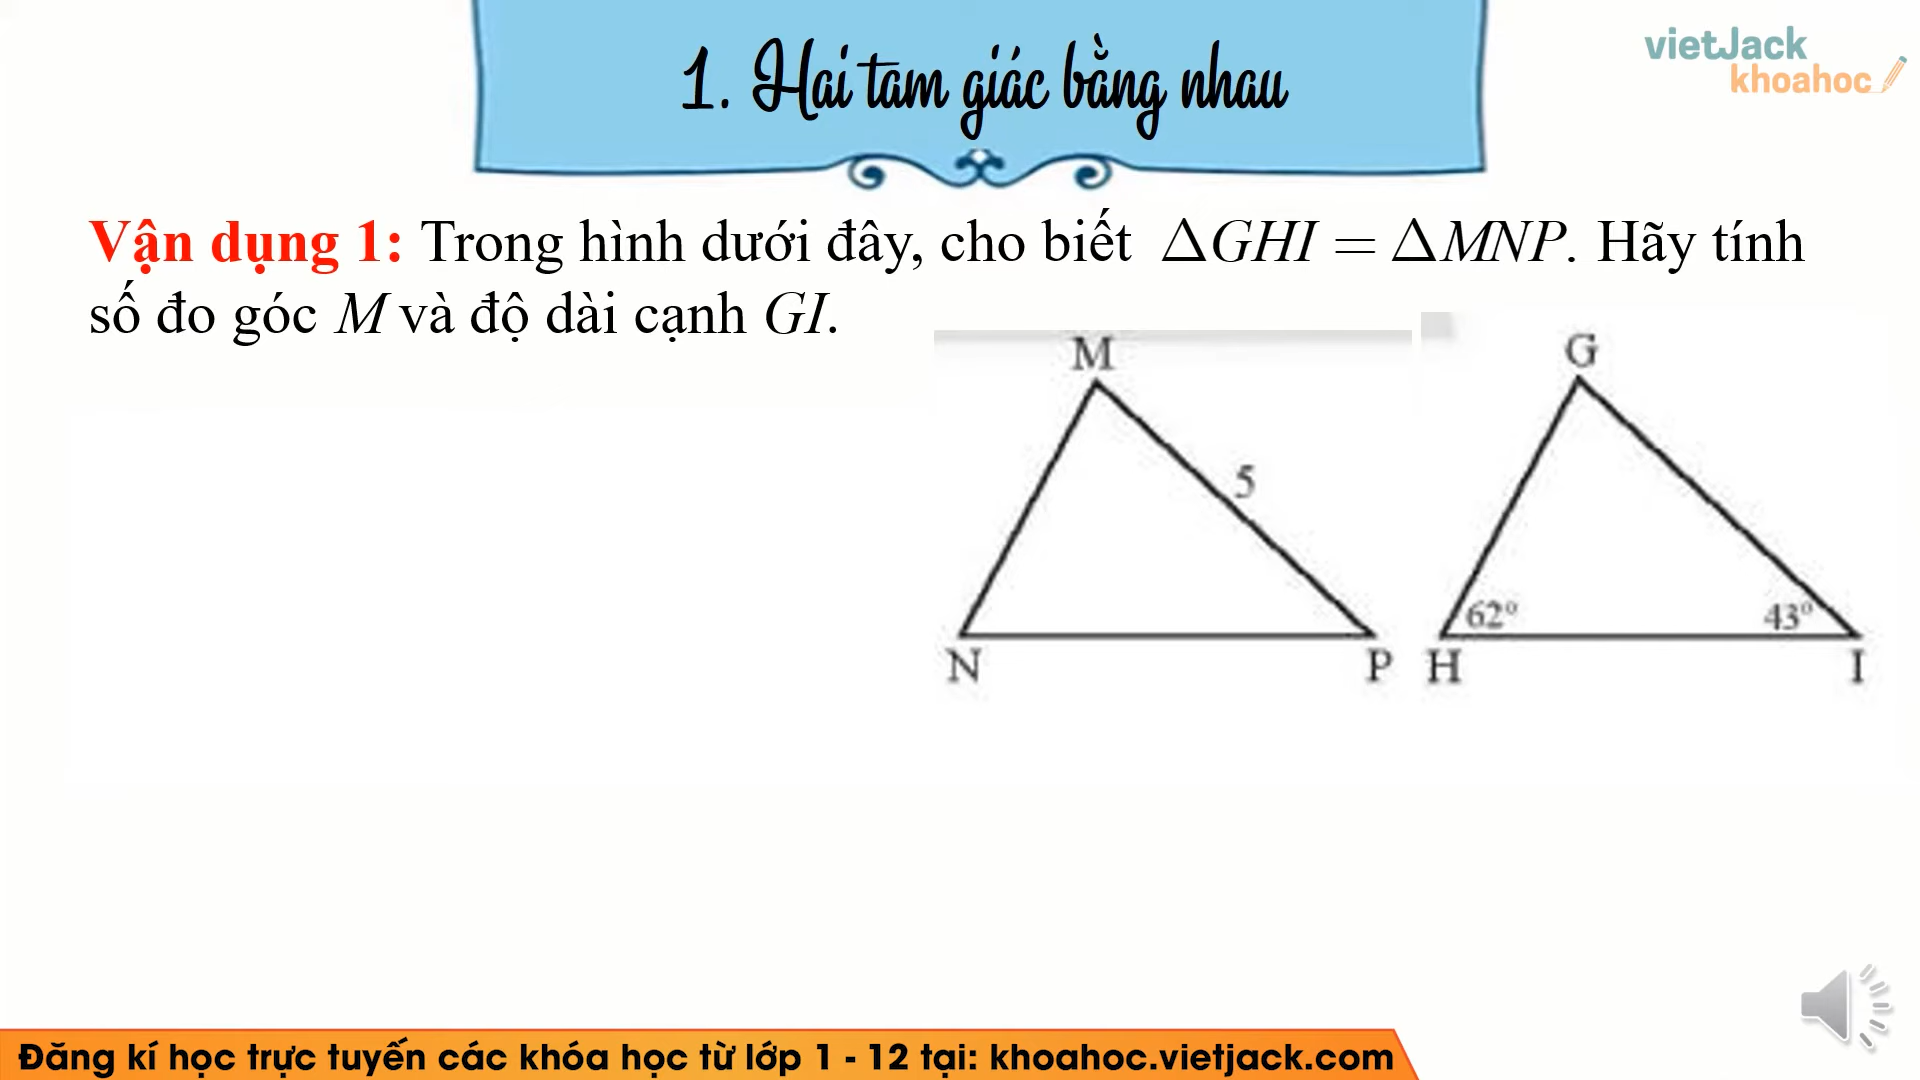 1. Hai tam giác bằng nhau
vietJack
khoahoc
Vận dụng 1: Trong hình dưới đây, cho biết ΔGHI = ΔMNP. Hãy tính
số đo góc M và độ dài cạnh GI.
M
G
5
62°
43°
N
P
H
I
Đăng kí học trực tuyến các khóa học từ lớp 1 - 12 tại: khoahoc.vietjack.com